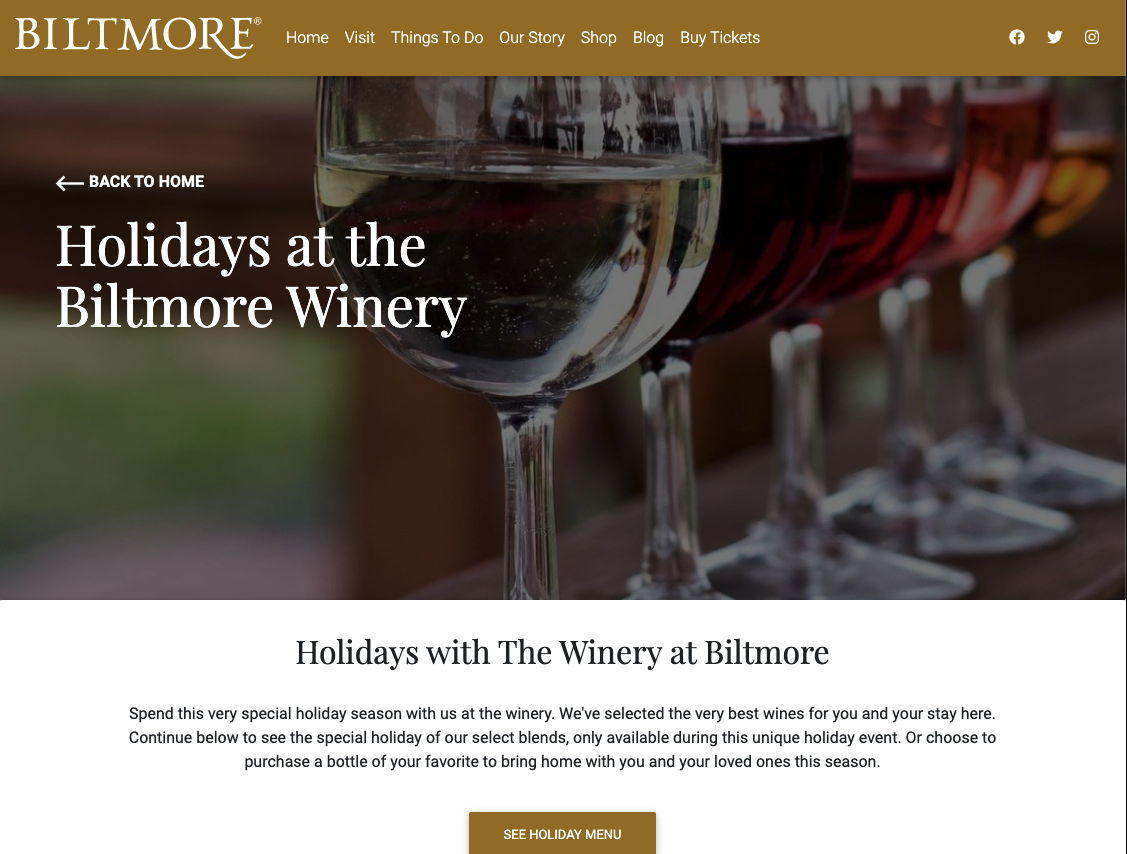 BILTMORE®
Home Visit Things To Do Our Story Shop Blog Buy Tickets
BACK TO HOME
Holidays at the
Biltmore Winery
Holidays with The Winery at Biltmore
Spend this very special holiday season with us at the winery. We've selected the very best wines for you and your stay here.
Continue below to see the special holiday of our select blends, only available during this unique holiday event. Or choose to
purchase a bottle of your favorite to bring home with you and your loved ones this season.
SEE HOLIDAY MENU